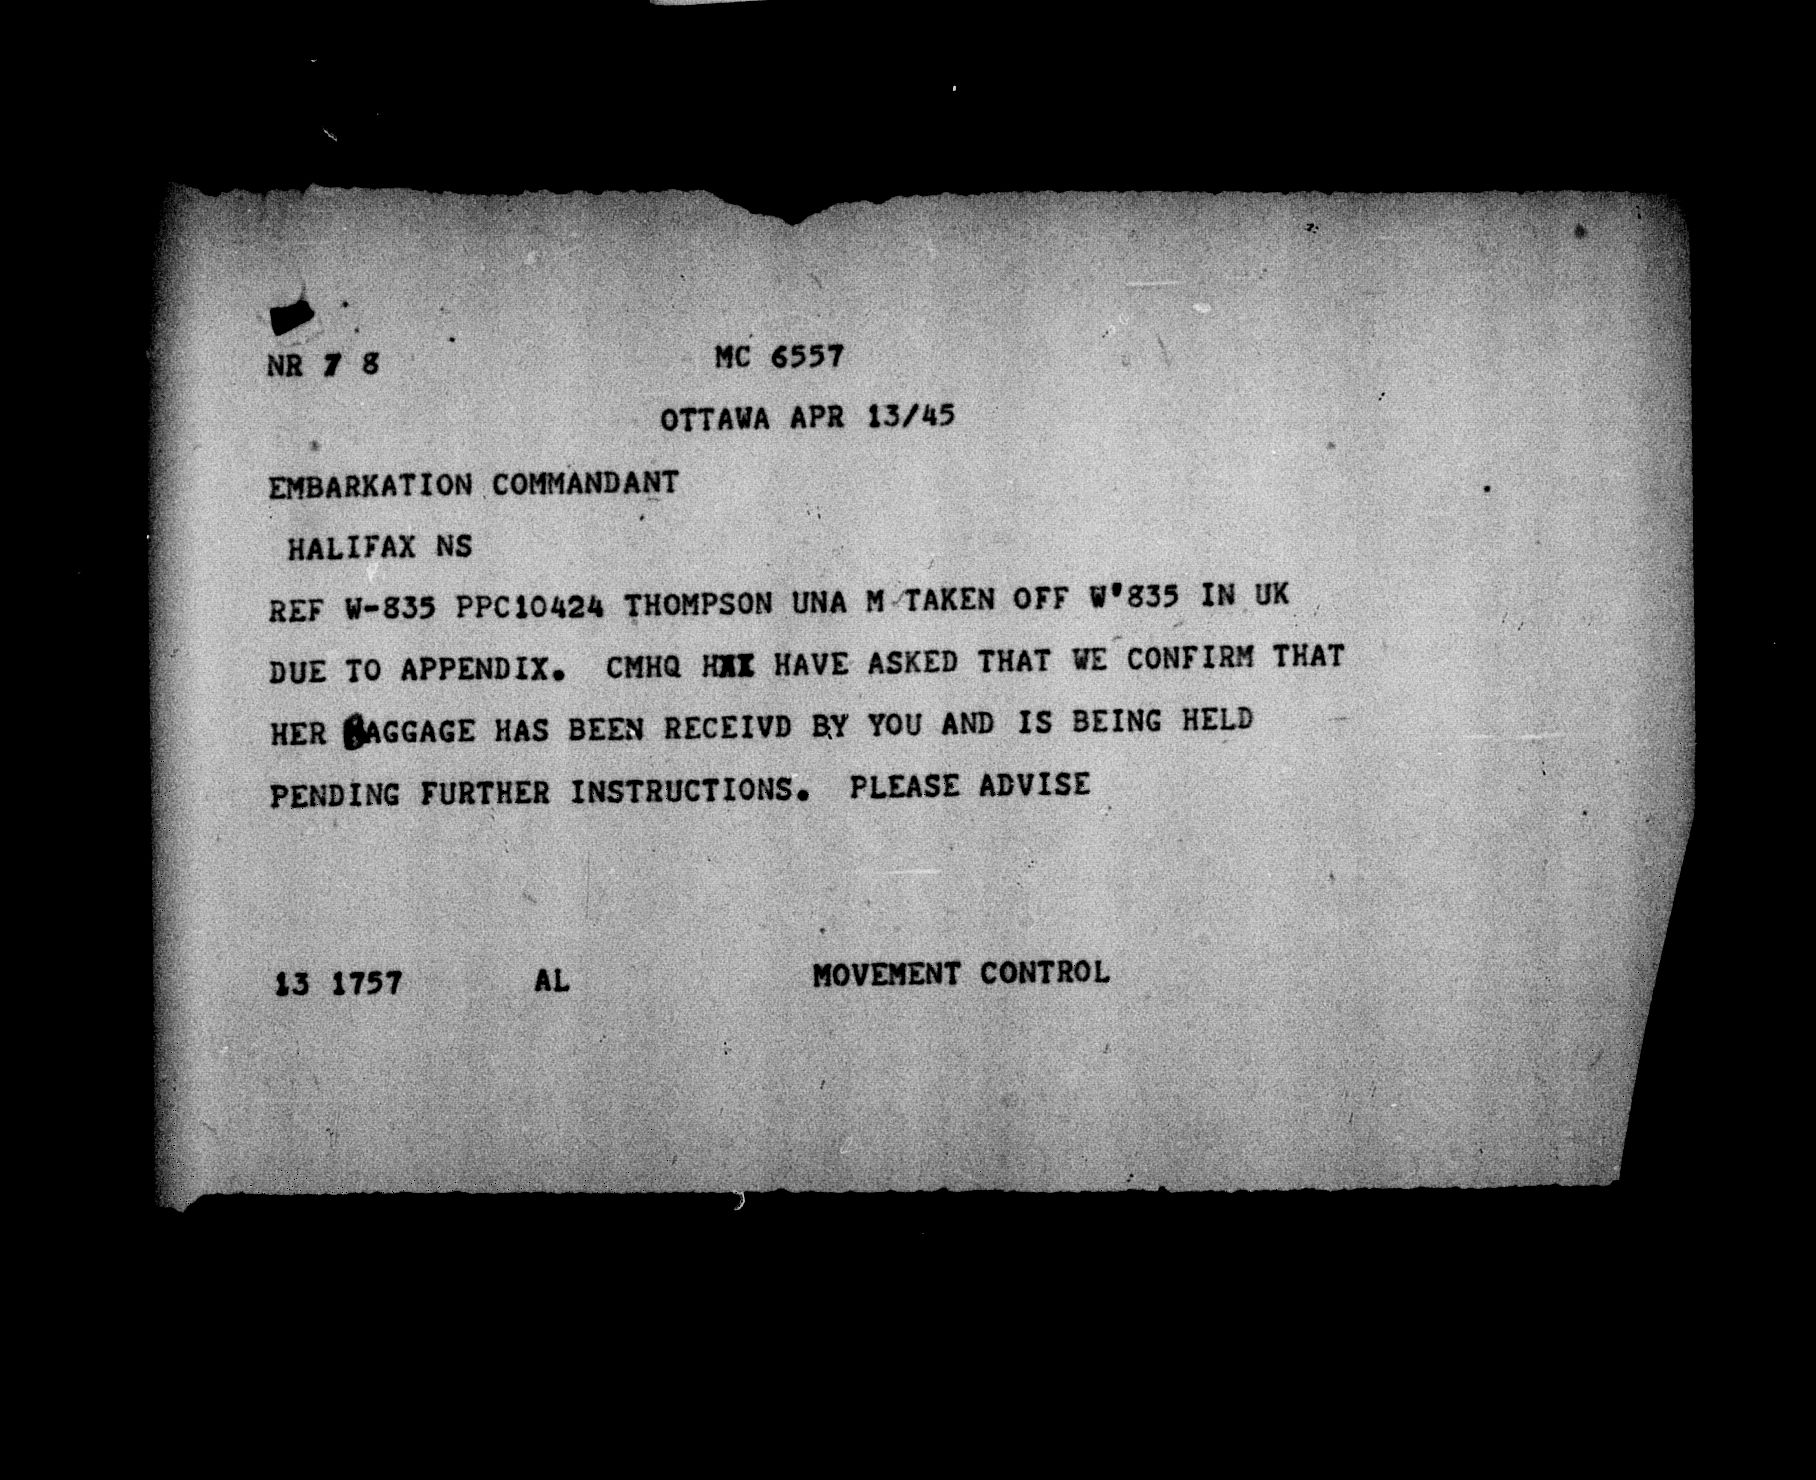 NR 7 8 MC 6557
OTTAWA APR 13/45
EMBARKATION COMMANDANT
HALIFAX NS
REF W-835 PPC10424 THOMPSON UNA M TAKEN OFF W'835 IN UK
DUE TO APPENDIX. CMHQ HXX HAVE ASKED THAT WE CONFIRM THAT
HER BAGGAGE HAS BEEN RECEIVD BY YOU AND IS BEING HELD
PENDING FURTHER INSTRUCTIONS. PLEASE ADVISE
13 1757 AL MOVEMENT CONTROL